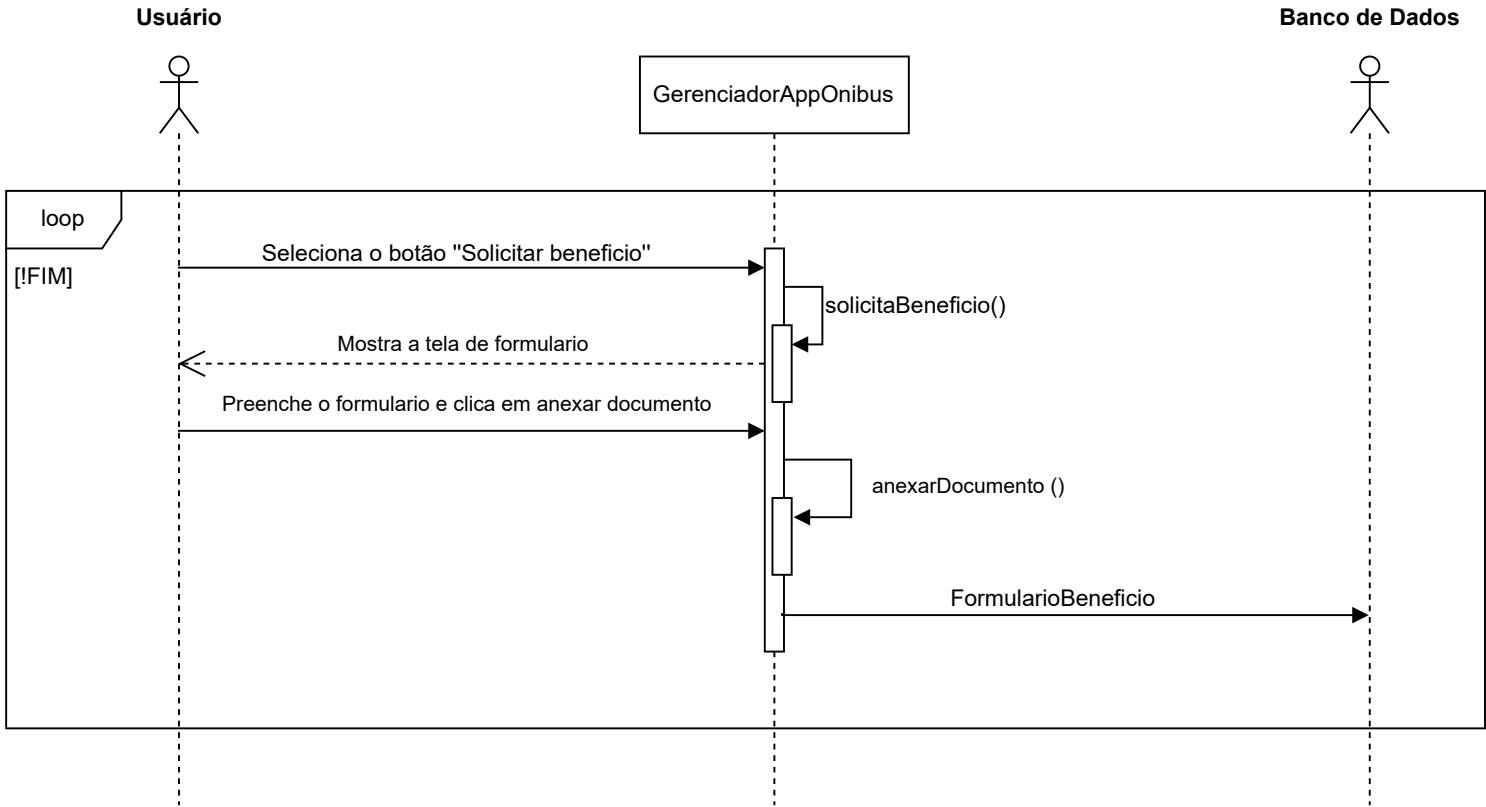 Usuário
Banco de Dados
GerenciadorAppOnibus
loop
[!FIM]
Seleciona o botão "Solicitar beneficio"
solicitaBeneficio()
Mostra a tela de formulario
Preenche o formulario e clica em anexar documento
anexarDocumento ()
FormularioBeneficio